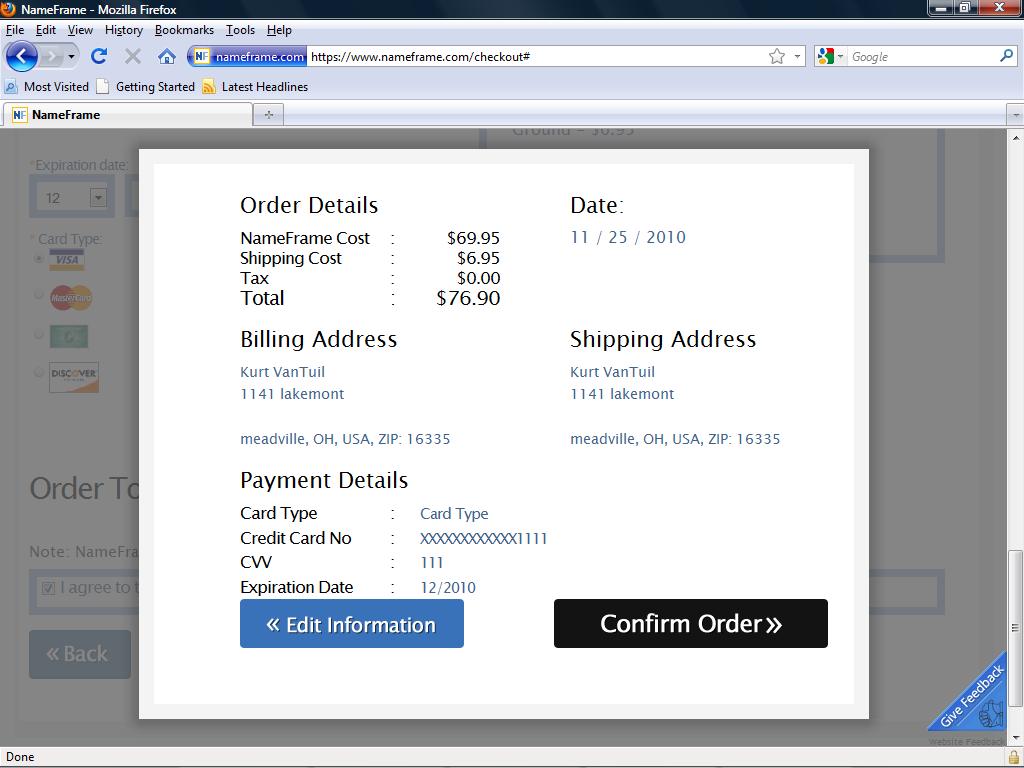 NameFrame - Mozilla Firefox
File Edit View History Bookmarks Tools Help
NF nameframe.com https://www.nameframe.com/checkout# Google
Most Visited Getting Started Latest Headlines
NF NameFrame
Ground - $6.95
*Expiration date:
12
* Card Type:
VISA
MasterCard
DISCOVER
Order To
Note: NameFra
I agree to t
« Back
Order Details
NameFrame Cost : $69.95
Shipping Cost : $6.95
Tax : $0.00
Total : $76.90
Date:
11 / 25 / 2010
Billing Address
Kurt VanTuil
1141 lakemont
meadville, OH, USA, ZIP: 16335
Shipping Address
Kurt VanTuil
1141 lakemont
meadville, OH, USA, ZIP: 16335
Payment Details
Card Type : Card Type
Credit Card No : XXXXXXXXXXXX1111
CVV : 111
Expiration Date : 12/2010
« Edit Information
Confirm Order »
Give Feedback
Website Feedback
Done